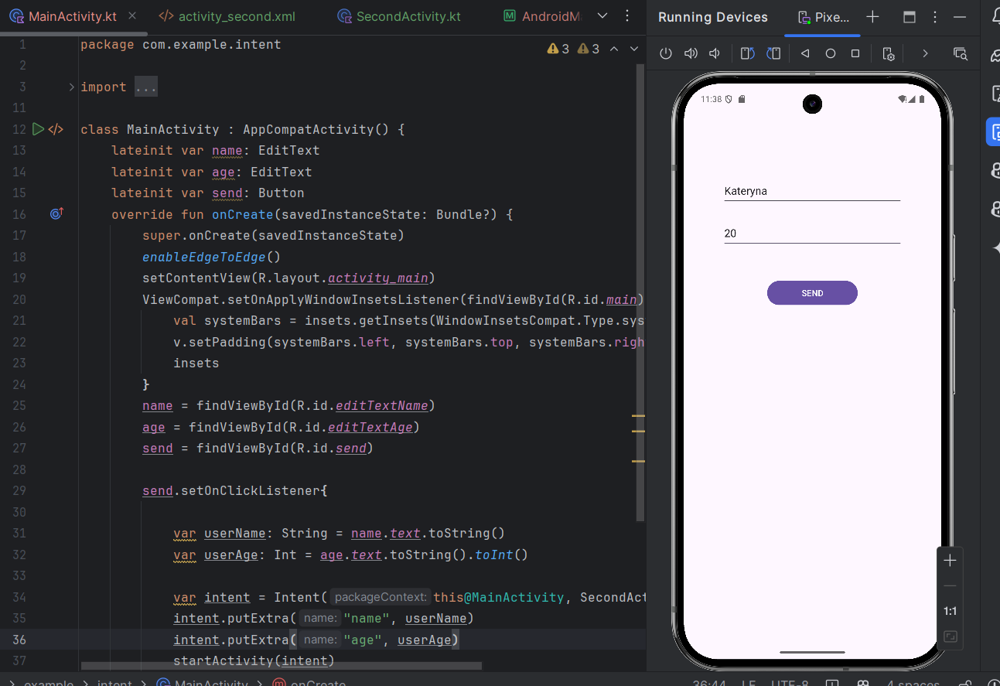 MainActivity.kt
activity_second.xml
SecondActivity.kt
AndroidM
Running Devices
Pixe...
1 package com.example.intent
3 3
2
3 import ...
11
12 class MainActivity : AppCompatActivity() {
13 lateinit var name: EditText
14 lateinit var age: EditText
15 lateinit var send: Button
16 override fun onCreate(savedInstanceState: Bundle?) {
17 super.onCreate(savedInstanceState)
18 enableEdgeToEdge()
19 setContentView(R.layout.activity_main)
20 ViewCompat.setOnApplyWindowInsetsListener(findViewById(R.id.main)
21 val systemBars = insets.getInsets(WindowInsetsCompat.Type.sys
22 v.setPadding(systemBars.left, systemBars.top, systemBars.righ
23 insets
24 }
25 name = findViewById(R.id.editTextName)
26 age = findViewById(R.id.editTextAge)
27 send = findViewById(R.id.send)
28
29 send.setOnClickListener{
30
31 var userName: String = name.text.toString()
32 var userAge: Int = age.text.toString().toInt()
33
34 var intent = Intent( packageContext: this@MainActivity, SecondAct
35 intent.putExtra( name: "name", userName)
36 intent.putExtra( name: "age", userAge)
37 startActivity(intent)
11:38
Kateryna
20
SEND
1:1
example > intent > MainActivity > onCreate
36:44 LF UTF-8 4 spaces